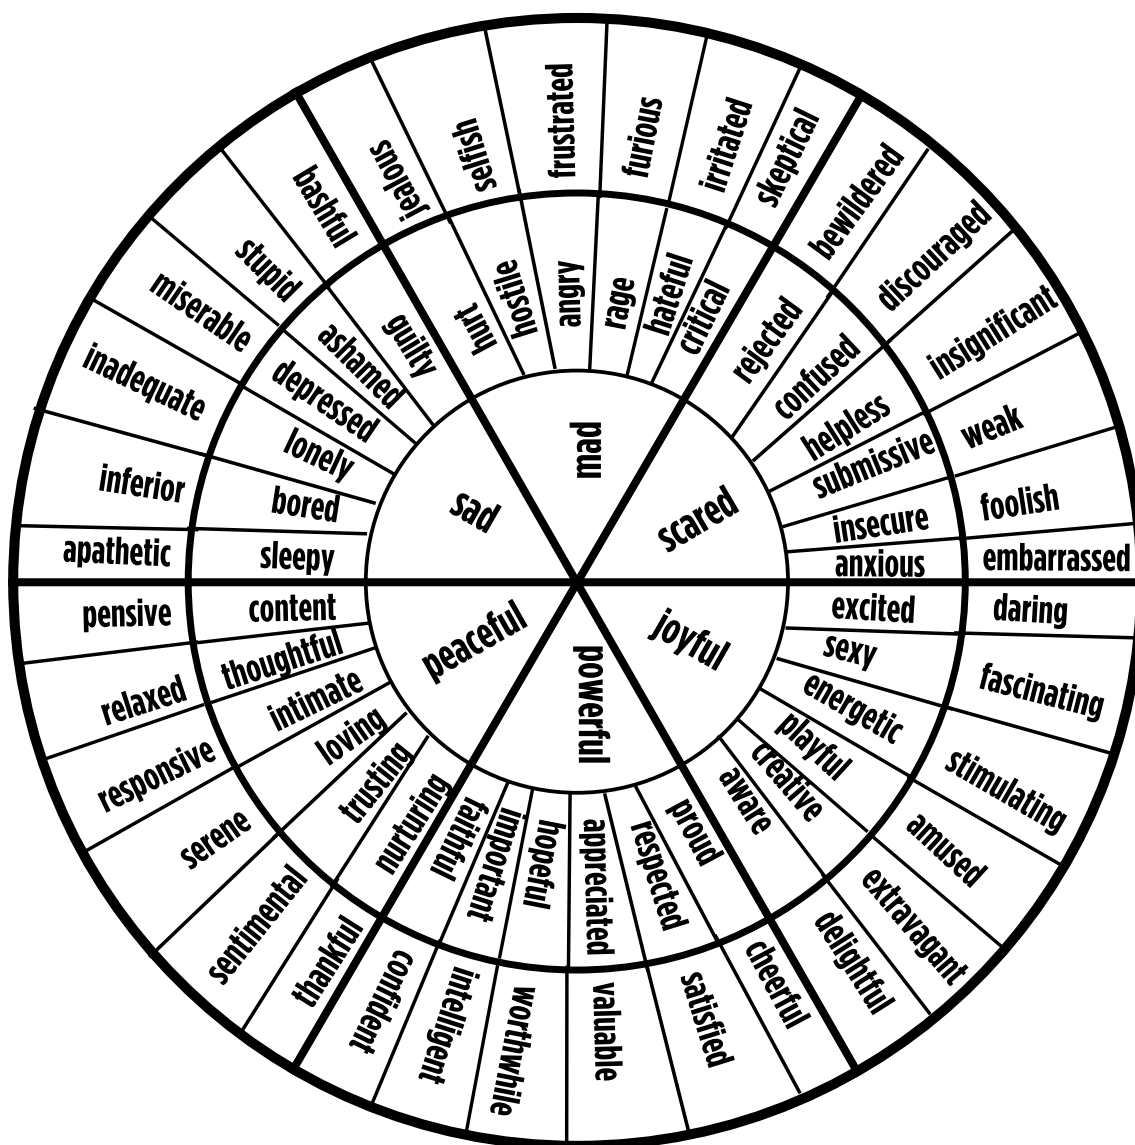 mad
scared
joyful
powerful
peaceful
sad
hurt
hostile
angry
rage
hateful
critical
rejected
confused
helpless
submissive
insecure
anxious
excited
sexy
energetic
playful
creative
aware
proud
respected
appreciated
hopeful
important
faithful
nurturing
trusting
loving
intimate
thoughtful
content
sleepy
bored
lonely
depressed
ashamed
guilty
jealous
selfish
frustrated
furious
irritated
skeptical
bewildered
discouraged
insignificant
weak
foolish
embarrassed
daring
fascinating
stimulating
amused
extravagant
delightful
cheerful
satisfied
valuable
worthwhile
intelligent
confident
thankful
sentimental
serene
responsive
relaxed
pensive
apathetic
inferior
inadequate
miserable
stupid
bashful